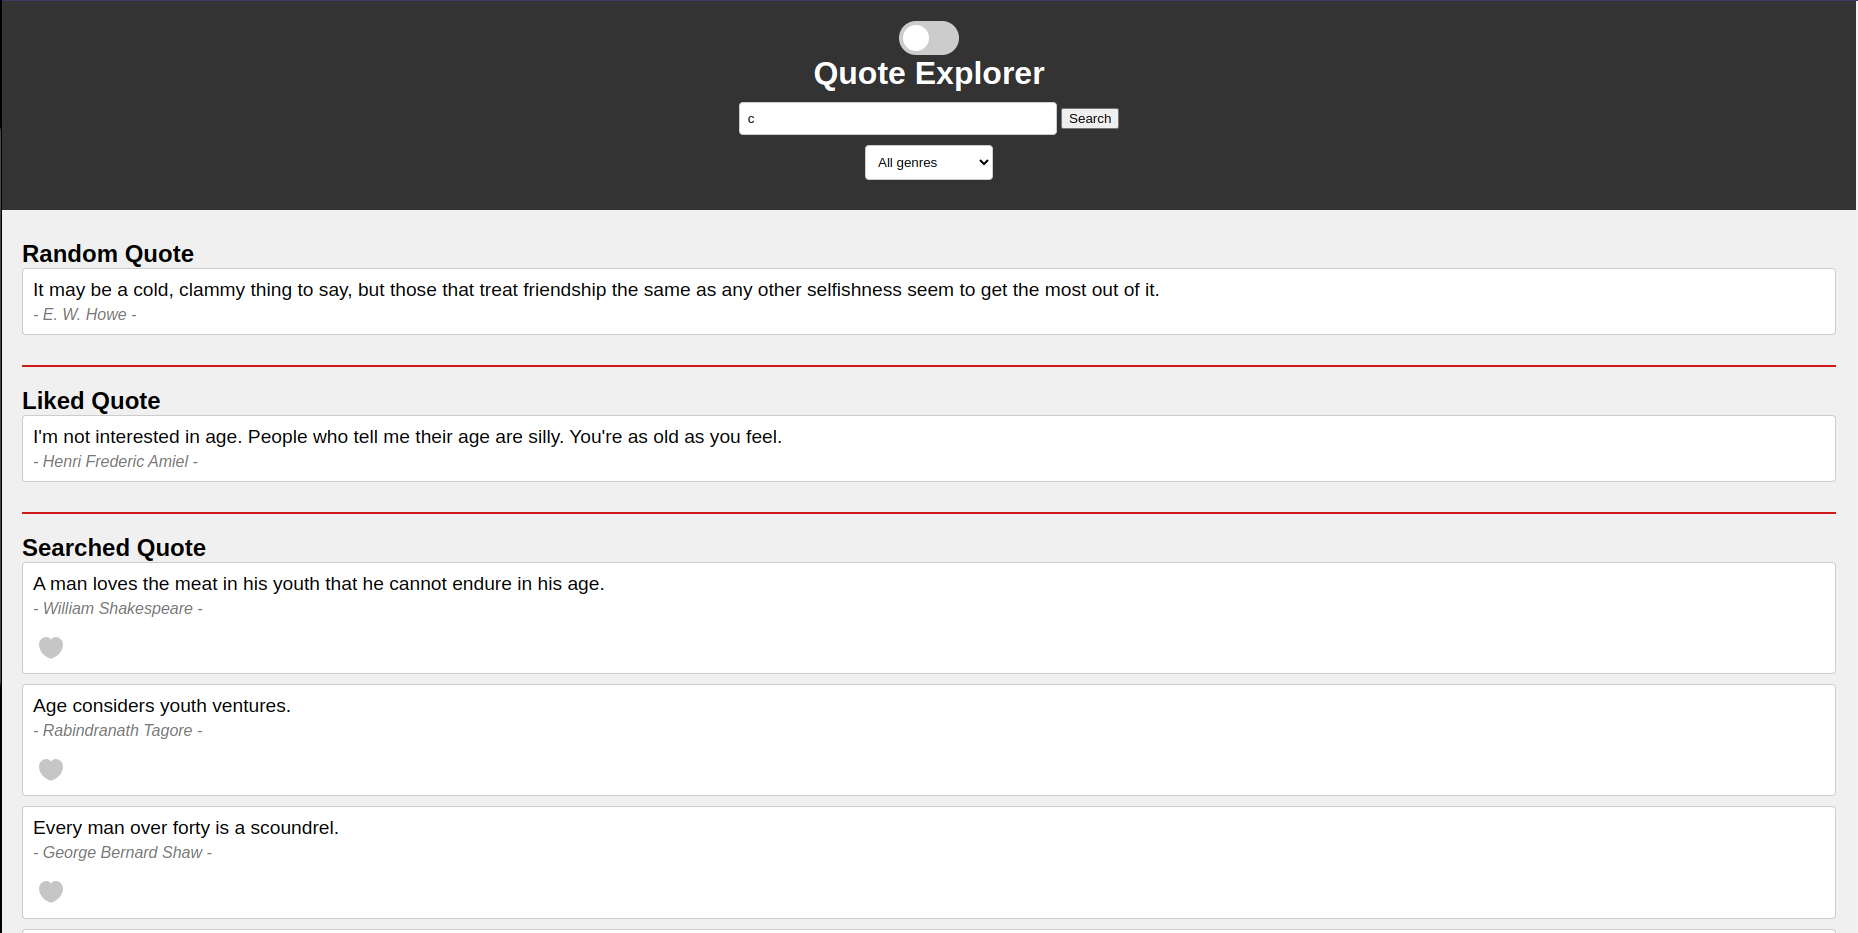 Quote Explorer
c
Search
All genres
Random Quote
It may be a cold, clammy thing to say, but those that treat friendship the same as any other selfishness seem to get the most out of it.
- E. W. Howe -
Liked Quote
I'm not interested in age. People who tell me their age are silly. You're as old as you feel.
- Henri Frederic Amiel -
Searched Quote
A man loves the meat in his youth that he cannot endure in his age.
- William Shakespeare -
Age considers youth ventures.
- Rabindranath Tagore -
Every man over forty is a scoundrel.
- George Bernard Shaw -